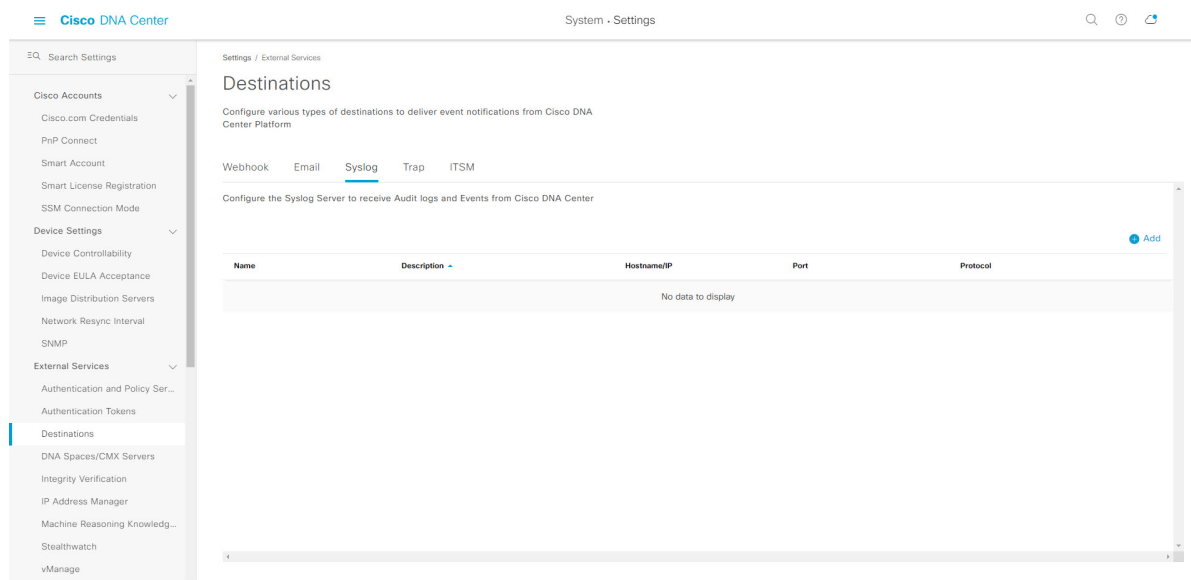 Cisco DNA Center
System · Settings
Search Settings
Cisco Accounts
Cisco.com Credentials
PnP Connect
Smart Account
Smart License Registration
SSM Connection Mode
Device Settings
Device Controllability
Device EULA Acceptance
Image Distribution Servers
Network Resync Interval
SNMP
External Services
Authentication and Policy Ser...
Authentication Tokens
Destinations
DNA Spaces/CMX Servers
Integrity Verification
IP Address Manager
Machine Reasoning Knowledg...
Stealthwatch
vManage
Settings / External Services
Destinations
Configure various types of destinations to deliver event notifications from Cisco DNA
Center Platform
Webhook Email Syslog Trap ITSM
Configure the Syslog Server to receive Audit logs and Events from Cisco DNA Center
Add
Name Description Hostname/IP Port Protocol
No data to display